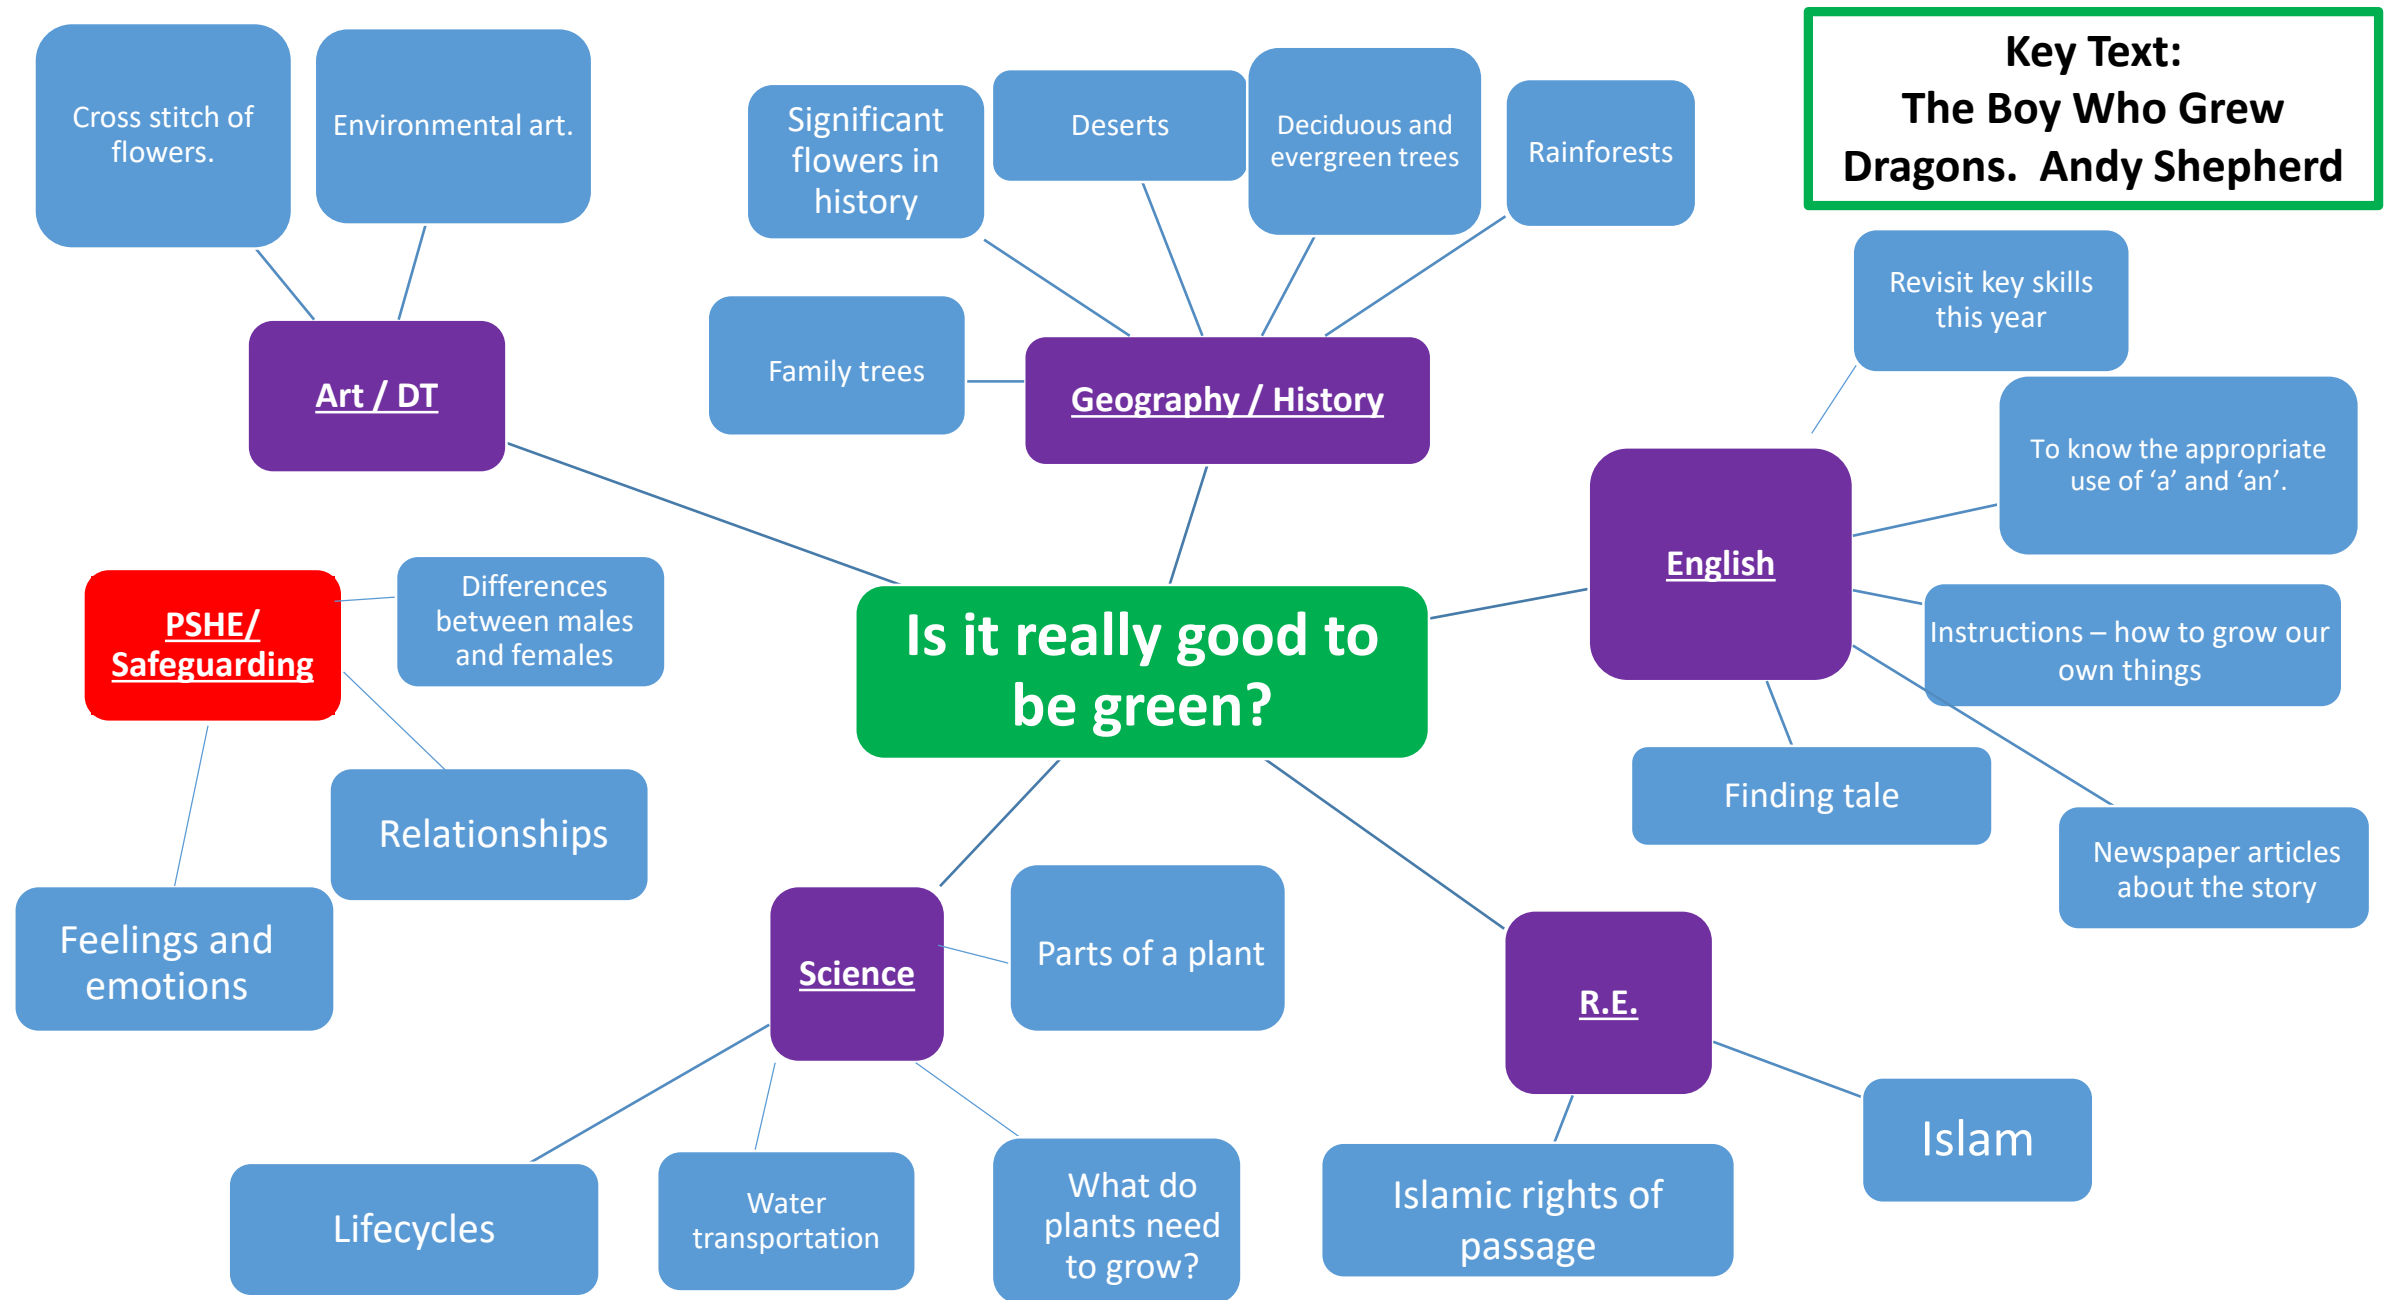 Key Text:
The Boy Who Grew
Dragons.  Andy Shepherd
Cross stitch of
flowers.
Environmental art.
Art / DT
Significant
flowers in
history
Deserts
Deciduous and
evergreen trees
Rainforests
Family trees
Geography / History
Revisit key skills
this year
To know the appropriate
use of ‘a’ and ‘an’.
English
Instructions – how to grow our
own things
Finding tale
Newspaper articles
about the story
Is it really good to
be green?
PSHE/
Safeguarding
Differences
between males
and females
Relationships
Feelings and
emotions
Science
Parts of a plant
Lifecycles
Water
transportation
What do
plants need
to grow?
R.E.
Islamic rights of
passage
Islam